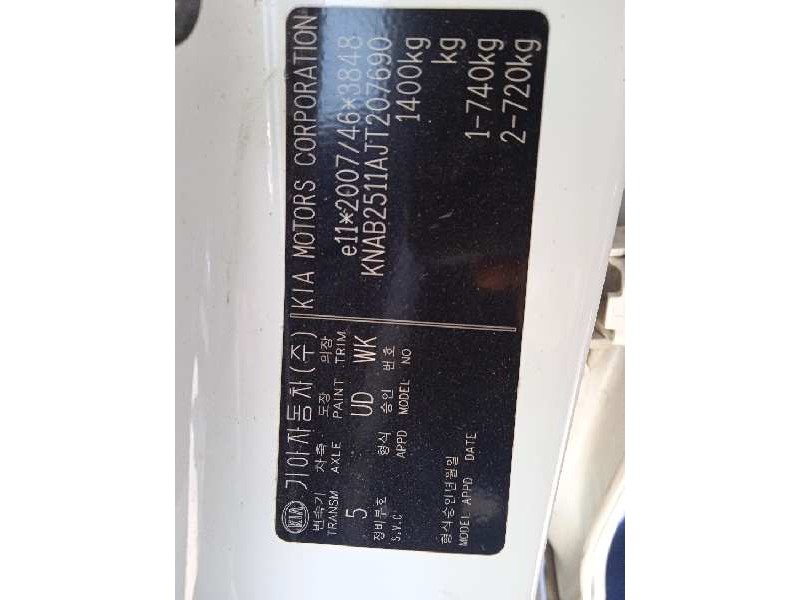 KIA 기아자동차(주) KIA MOTORS CORPORATION
변속기 차축 도장 의장
TRANSM AXLE PAINT TRIM
5 UD WK
e11*2007/46*3848
KNAB2511AJT207690
정비부호 형식 승인 번호
S.V.C APPD MODEL NO
1400kg
kg
형식승인년월일
MODEL APPD DATE
1-740kg
2-720kg